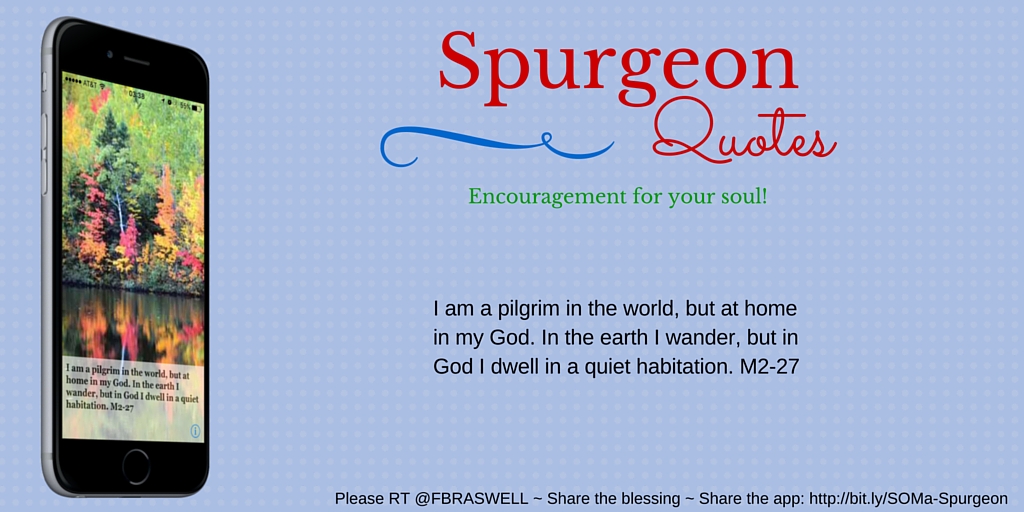 ●●●●● AT&T
03:38
65%
I am a pilgrim in the world, but at
home in my God. In the earth I
wander, but in God I dwell in a quiet
habitation. M2-27
Spurgeon
Quotes
Encouragement for your soul!
I am a pilgrim in the world, but at home
in my God. In the earth I wander, but in
God I dwell in a quiet habitation. M2-27
Please RT @FBRASWELL ~ Share the blessing ~ Share the app: http://bit.ly/SOMa-Spurgeon